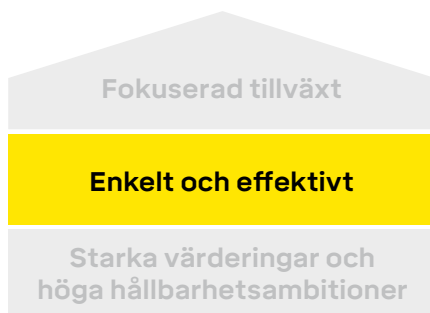 Fokuserad tillväxt
Enkelt och effektivt
Starka värderingar och
höga hållbarhetsambitioner